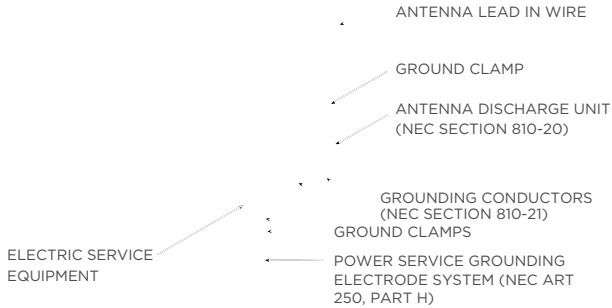 ANTENNA LEAD IN WIRE
GROUND CLAMP
ANTENNA DISCHARGE UNIT
(NEC SECTION 810-20)
GROUNDING CONDUCTORS
(NEC SECTION 810-21)
GROUND CLAMPS
ELECTRIC SERVICE
EQUIPMENT
POWER SERVICE GROUNDING
ELECTRODE SYSTEM (NEC ART
250, PART H)